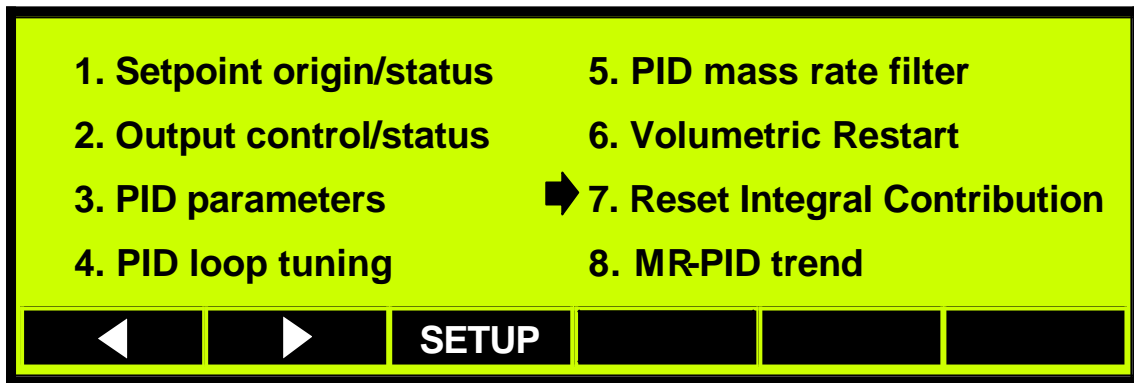 1. Setpoint origin/status
2. Output control/status
3. PID parameters
4. PID loop tuning
5. PID mass rate filter
6. Volumetric Restart
7. Reset Integral Contribution
8. MR-PID trend
SETUP